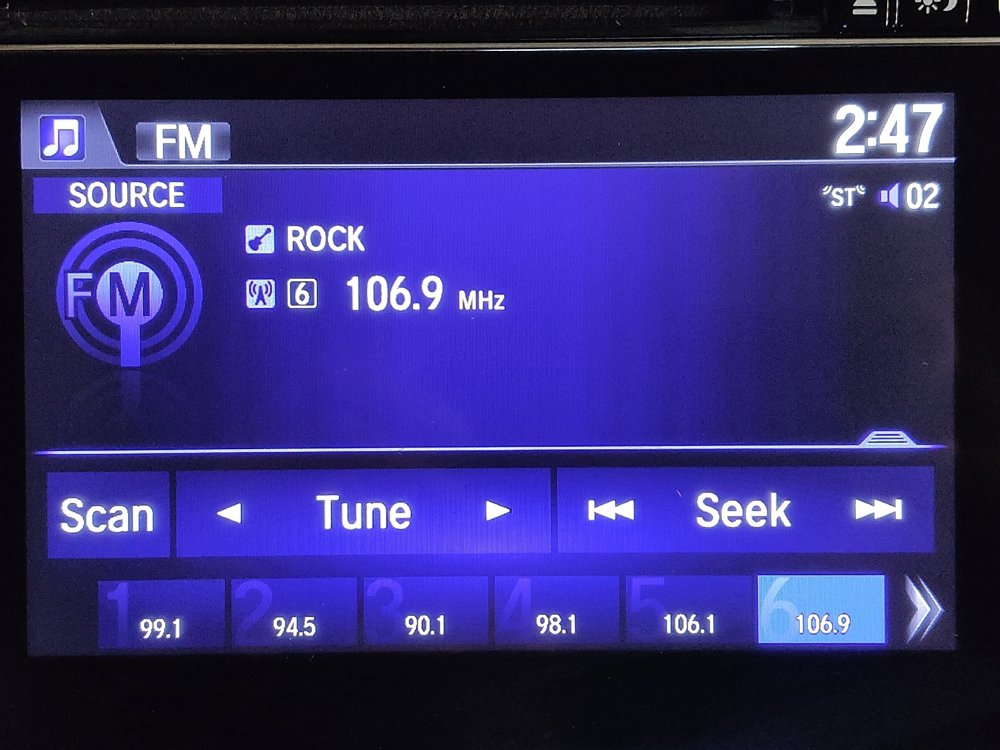 FM
2:47
SOURCE
ST 02
FM
ROCK
6 106.9 MHz
Scan
Tune
Seek
1 99.1
2 94.5
3 90.1
4 98.1
5 106.1
6 106.9